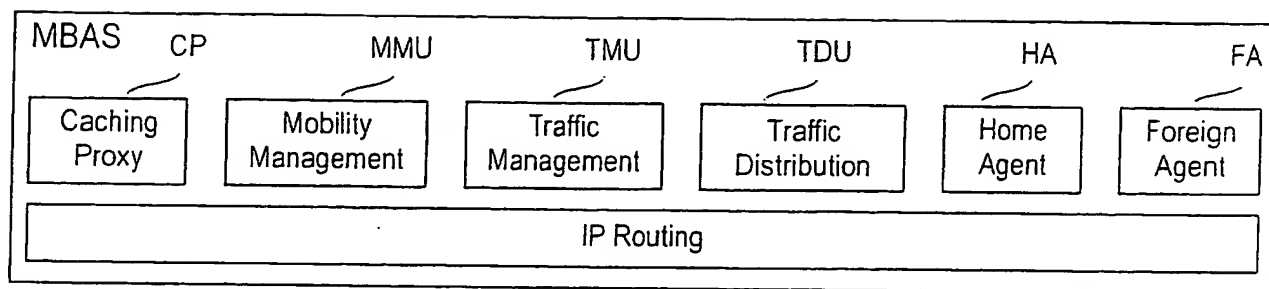 MBAS
CP MMU TMU TDU HA FA
Caching Proxy
Mobility Management
Traffic Management
Traffic Distribution
Home Agent
Foreign Agent
IP Routing